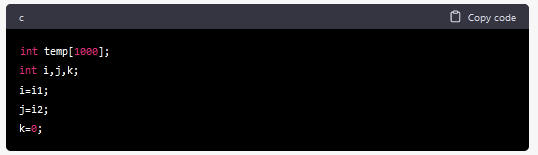 c
Copy code
int temp[1000];
int i,j,k;
i=i1;
j=i2;
k=0;